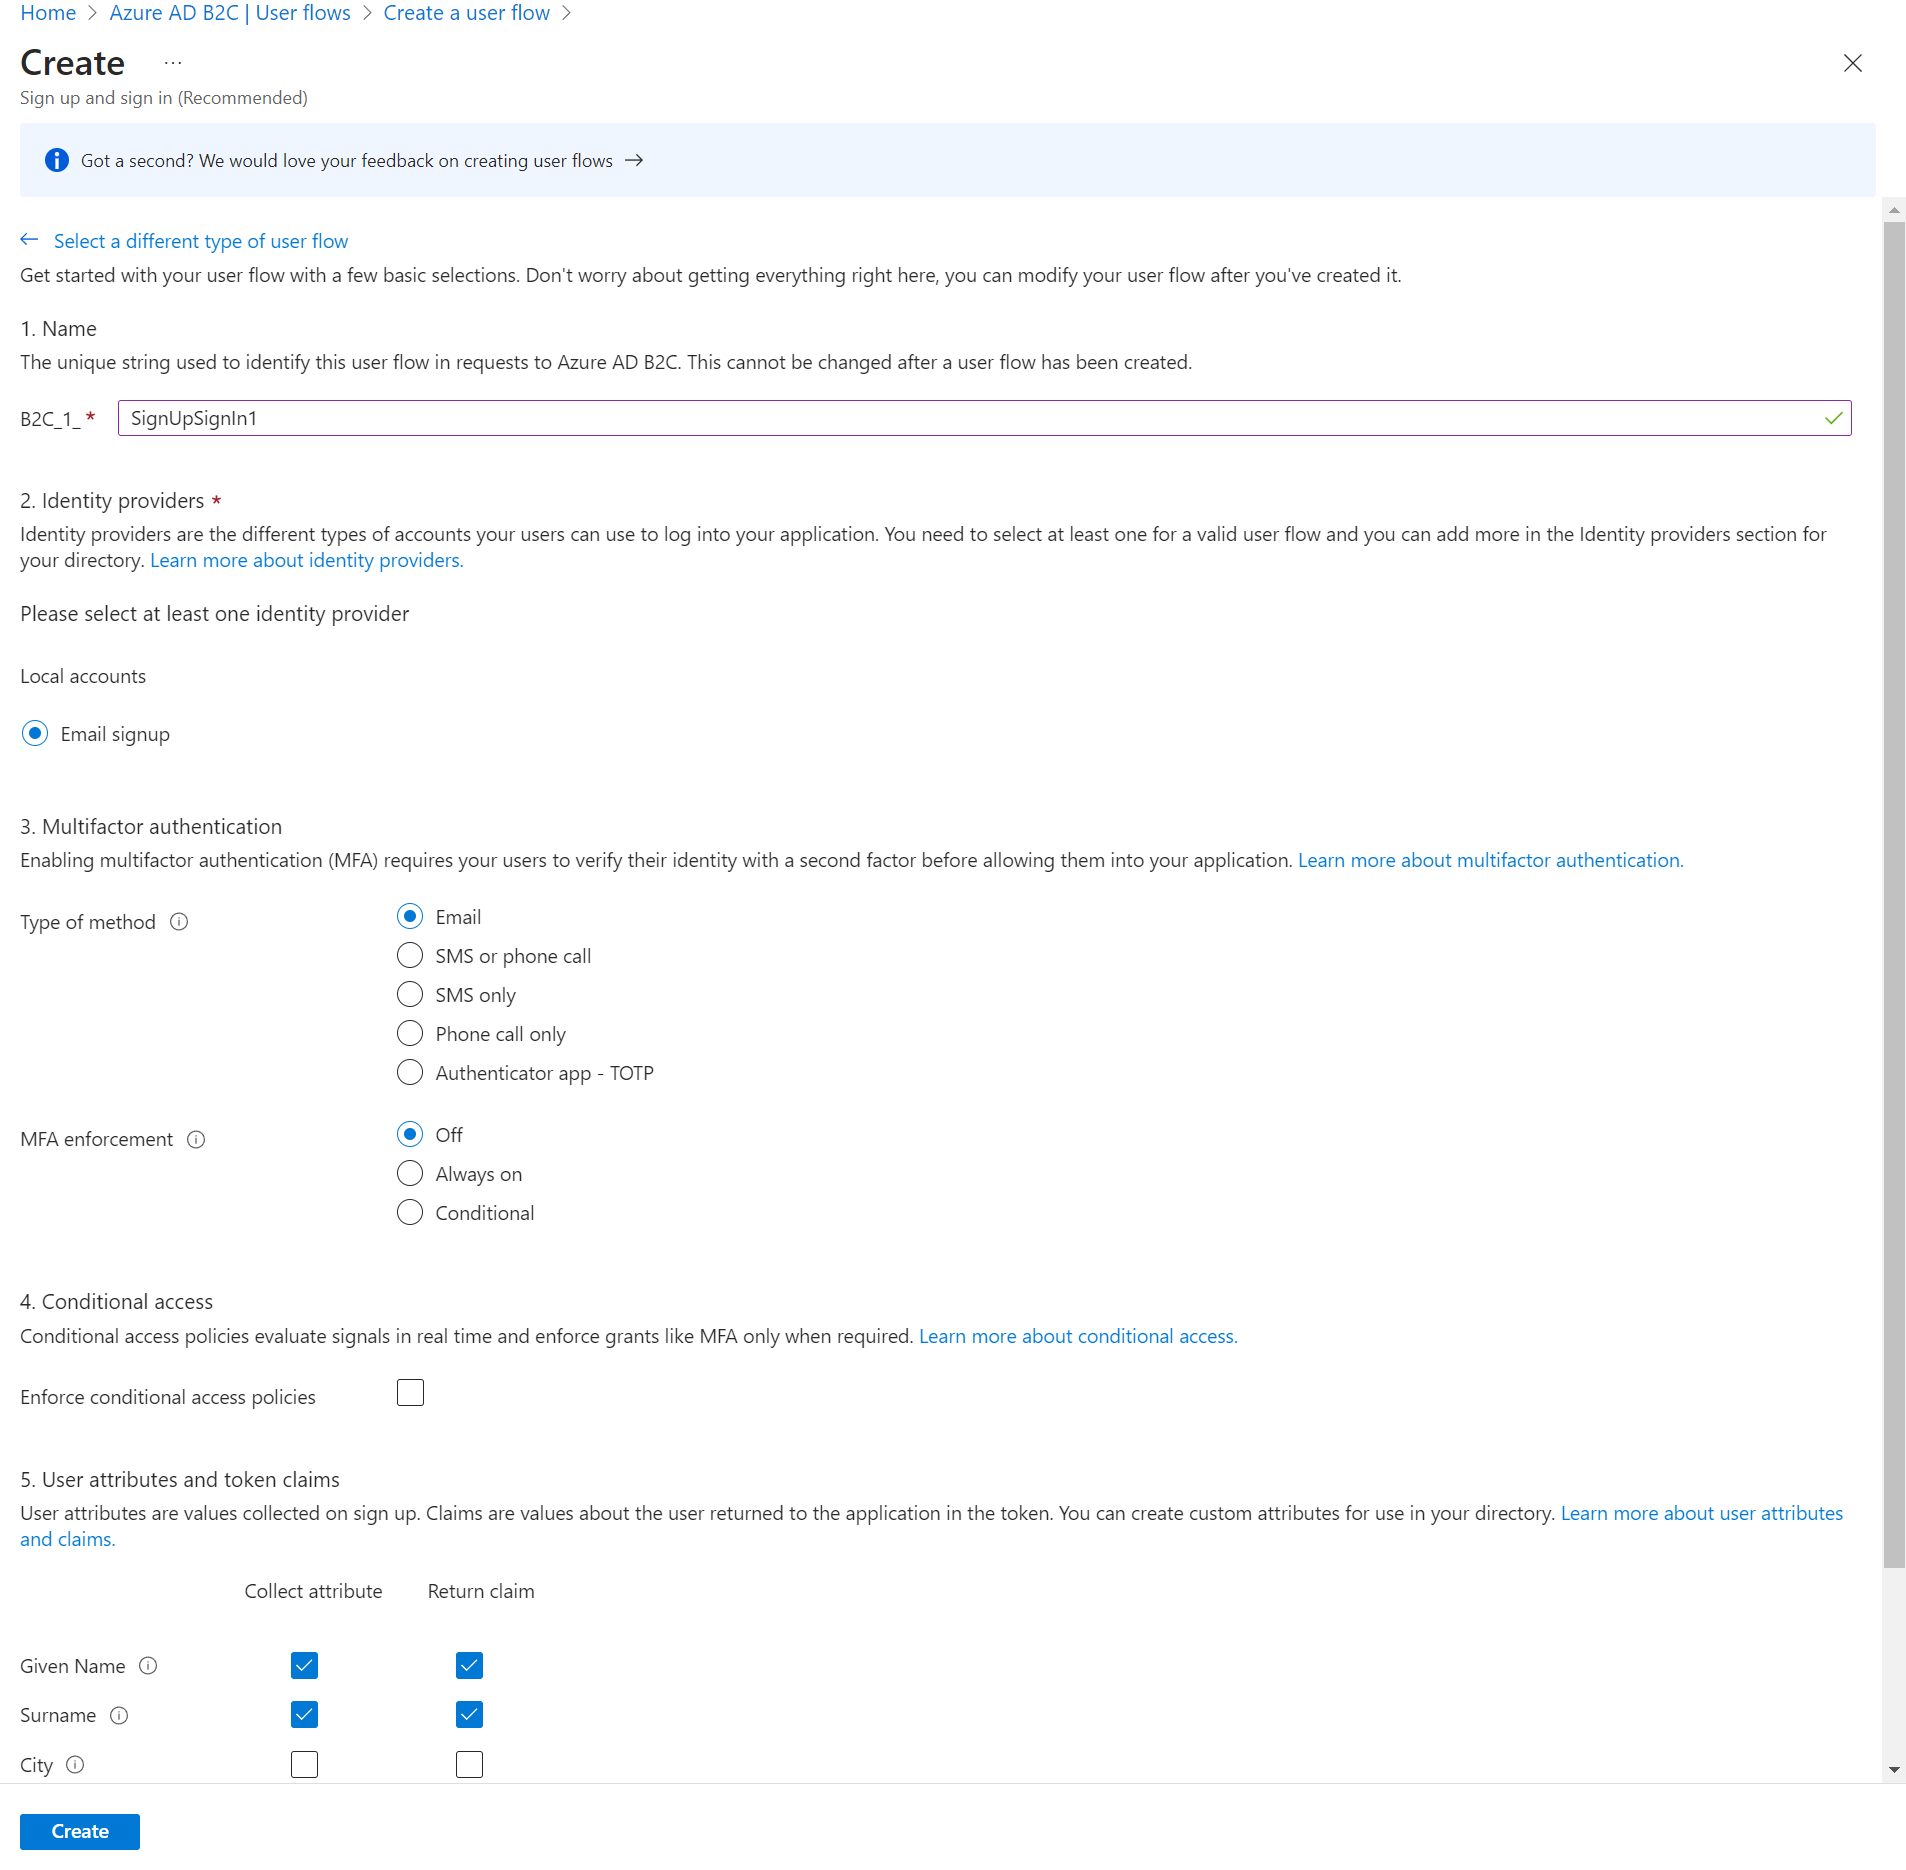 Home > Azure AD B2C | User flows > Create a user flow >
Create ...
Sign up and sign in (Recommended)
Got a second? We would love your feedback on creating user flows →
← Select a different type of user flow
Get started with your user flow with a few basic selections. Don't worry about getting everything right here, you can modify your user flow after you've created it.
1. Name
The unique string used to identify this user flow in requests to Azure AD B2C. This cannot be changed after a user flow has been created.
B2C_1_ * SignUpSignIn1
2. Identity providers *
Identity providers are the different types of accounts your users can use to log into your application. You need to select at least one for a valid user flow and you can add more in the Identity providers section for
your directory. Learn more about identity providers.
Please select at least one identity provider
Local accounts
Email signup
3. Multifactor authentication
Enabling multifactor authentication (MFA) requires your users to verify their identity with a second factor before allowing them into your application. Learn more about multifactor authentication.
Type of method
Email
SMS or phone call
SMS only
Phone call only
Authenticator app - TOTP
MFA enforcement
Off
Always on
Conditional
4. Conditional access
Conditional access policies evaluate signals in real time and enforce grants like MFA only when required. Learn more about conditional access.
Enforce conditional access policies
5. User attributes and token claims
User attributes are values collected on sign up. Claims are values about the user returned to the application in the token. You can create custom attributes for use in your directory. Learn more about user attributes
and claims.
Collect attribute Return claim
Given Name
Surname
City
Create